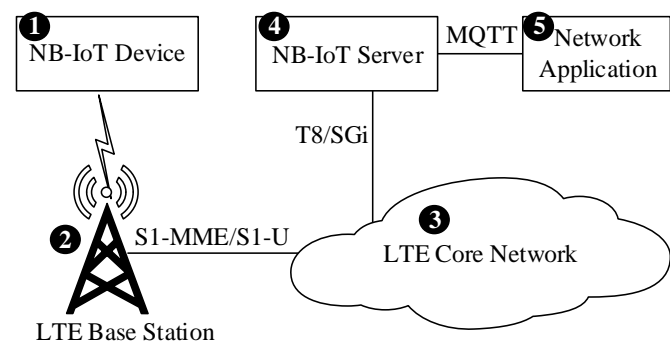 1
NB-IoT Device
4
NB-IoT Server
MQTT
5
Network
Application
T8/SGi
2
S1-MME/S1-U
3
LTE Core Network
LTE Base Station